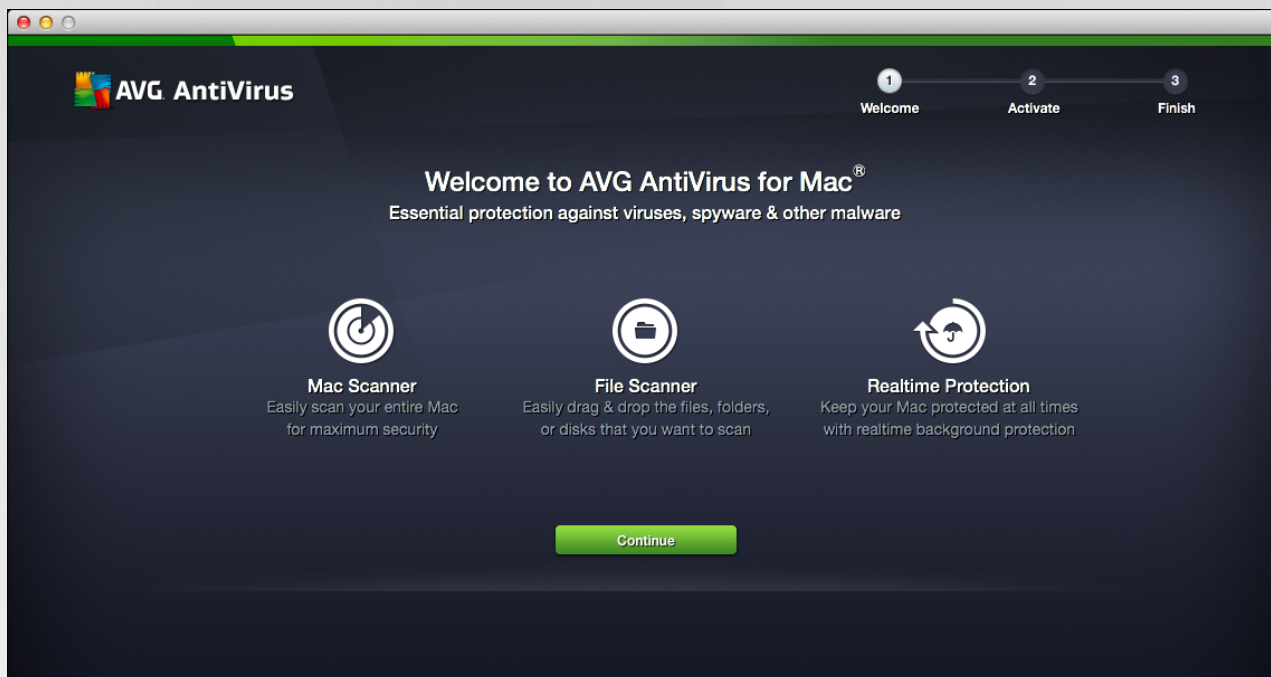 AVG AntiVirus
1
2
3
Welcome
Activate
Finish
Welcome to AVG AntiVirus for Mac®
Essential protection against viruses, spyware & other malware
Mac Scanner
Easily scan your entire Mac
for maximum security
File Scanner
Easily drag & drop the files, folders,
or disks that you want to scan
Realtime Protection
Keep your Mac protected at all times
with realtime background protection
Continue